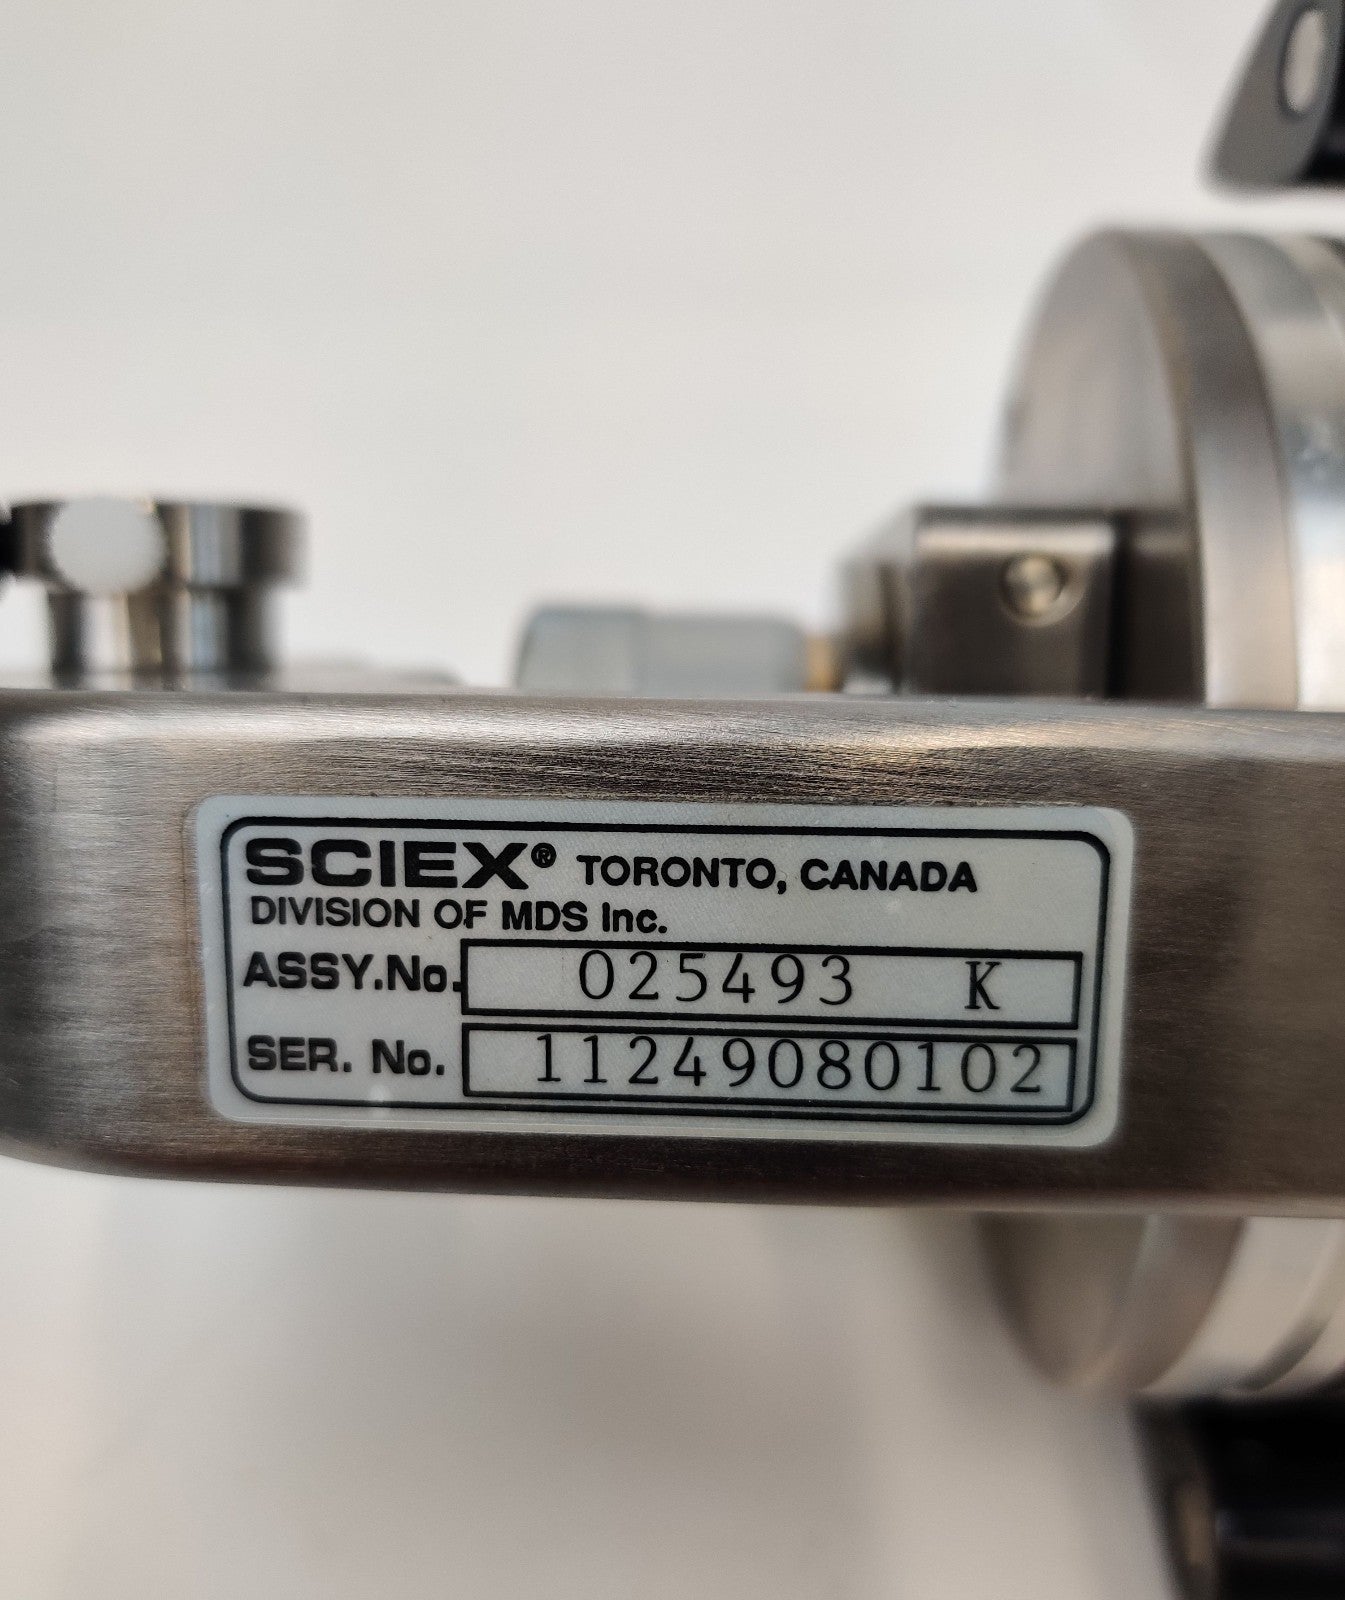 SCIEX® TORONTO, CANADA
DIVISION OF MDS Inc.
ASSY.No. 025493 K
SER. No. 11249080102